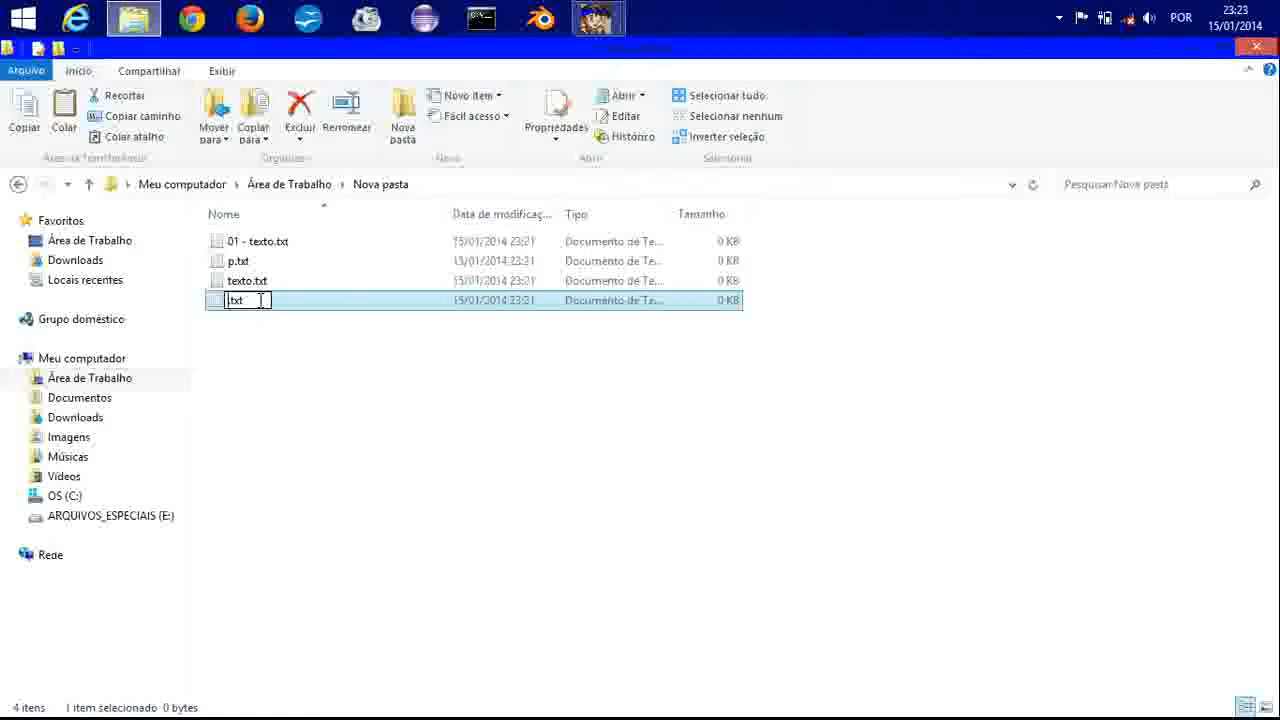 POR
23:23
15/01/2014
Arquivo Início Compartilhar Exibir
Copiar
Colar
Recortar
Copiar caminho
Colar atalho
Mover para
Copiar para
Excluir
Renomear
Nova pasta
Novo item
Fácil acesso
Propriedades
Abrir
Editar
Histórico
Selecionar tudo
Selecionar nenhum
Inverter seleção
Área de Transferência Organizar Novo Abrir Selecionar
Meu computador Área de Trabalho Nova pasta
Pesquisar Nova pasta
Nome Data de modificaç... Tipo Tamanho
01 - texto.txt 15/01/2014 23:21 Documento de Te... 0 KB
p.txt 15/01/2014 23:21 Documento de Te... 0 KB
texto.txt 15/01/2014 23:21 Documento de Te... 0 KB
.txt 15/01/2014 23:21 Documento de Te... 0 KB
Favoritos
Área de Trabalho
Downloads
Locais recentes
Grupo doméstico
Meu computador
Área de Trabalho
Documentos
Downloads
Imagens
Músicas
Vídeos
OS (C:)
ARQUIVOS_ESPECIAIS (E:)
Rede
4 itens 1 item selecionado 0 bytes